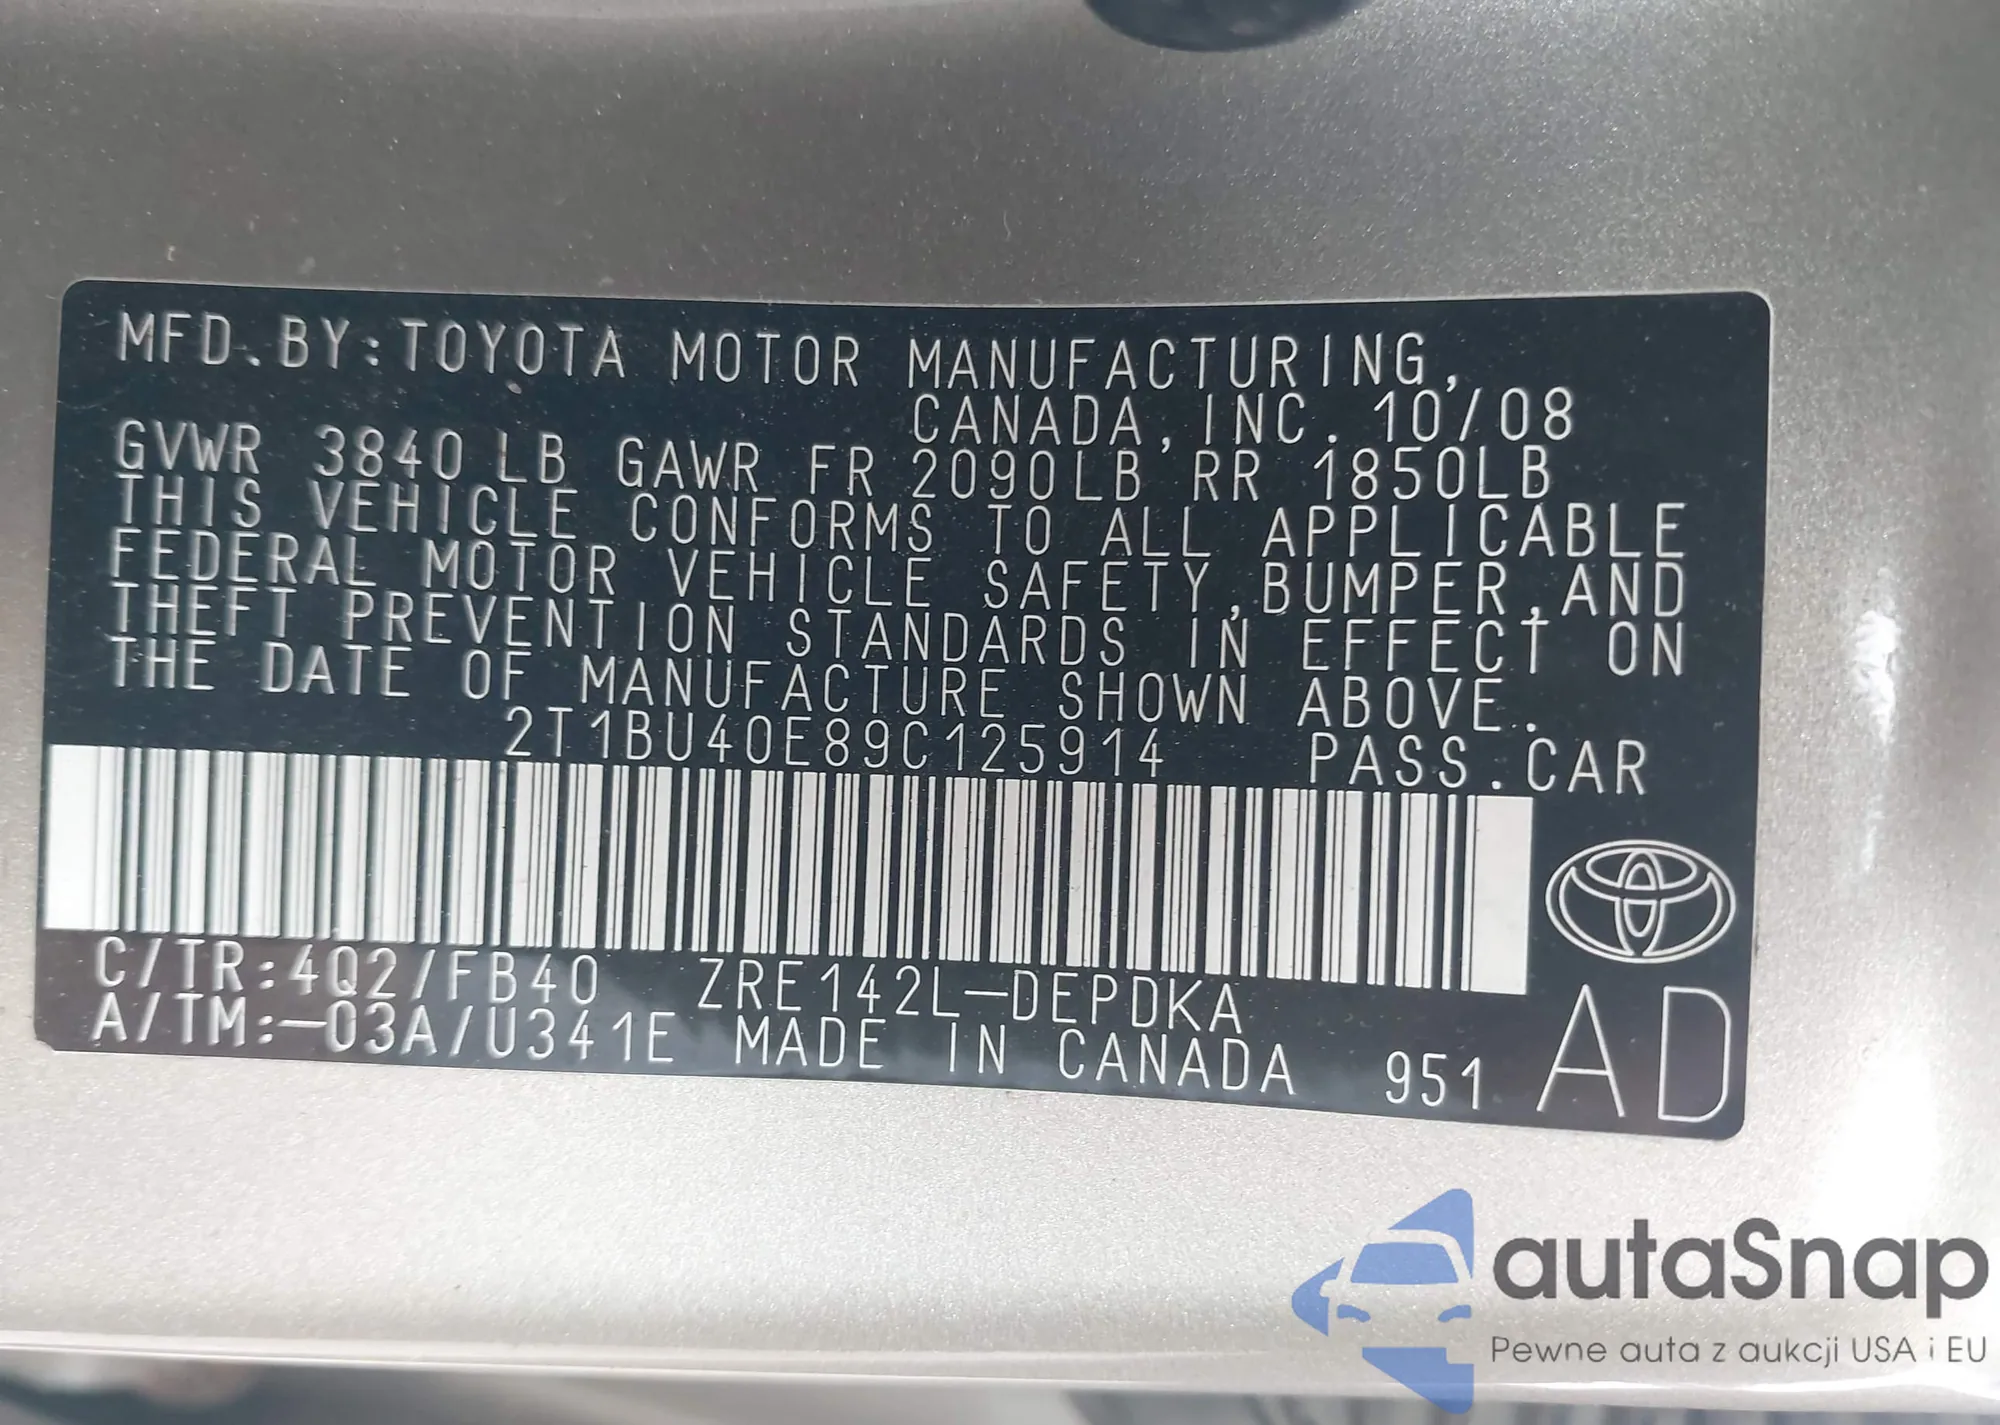 MFD.BY:TOYOTA MOTOR MANUFACTURING,
CANADA,INC. 10/08
GVWR 3840 LB GAWR FR 2090LB RR 1850LB
THIS VEHICLE CONFORMS TO ALL APPLICABLE
FEDERAL MOTOR VEHICLE SAFETY,BUMPER,AND
THEFT PREVENTION STANDARDS IN EFFECT ON
THE DATE OF MANUFACTURE SHOWN ABOVE.
2T1BU40E89C125914 PASS.CAR
C/TR:4Q2/FB40 ZRE142L-DEPDKA
A/TM:-03A/U341E MADE IN CANADA 951 AD
autaSnap
Pewne auta z aukcji USA i EU